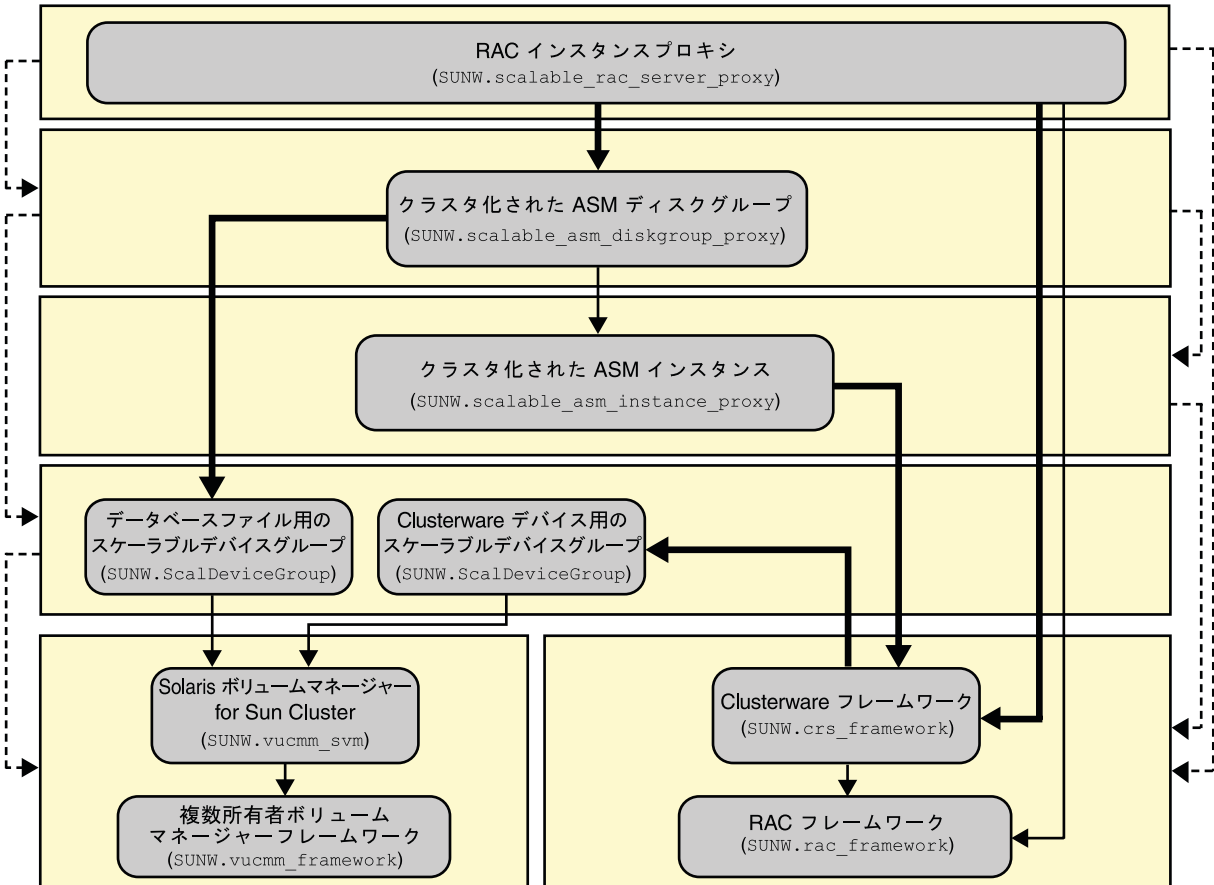 RAC インスタンスプロキシ
(SUNW.scalable_rac_server_proxy)
クラスタ化された ASM ディスクグループ
(SUNW.scalable_asm_diskgroup_proxy)
クラスタ化された ASM インスタンス
(SUNW.scalable_asm_instance_proxy)
データベースファイル用の
スケーラブルデバイスグループ
(SUNW.ScalDeviceGroup)
Clusterware デバイス用の
スケーラブルデバイスグループ
(SUNW.ScalDeviceGroup)
Solaris ボリュームマネージャー
for Sun Cluster
(SUNW.vucmm_svm)
複数所有者ボリューム
マネージャーフレームワーク
(SUNW.vucmm_framework)
Clusterware フレームワーク
(SUNW.crs_framework)
RAC フレームワーク
(SUNW.rac_framework)